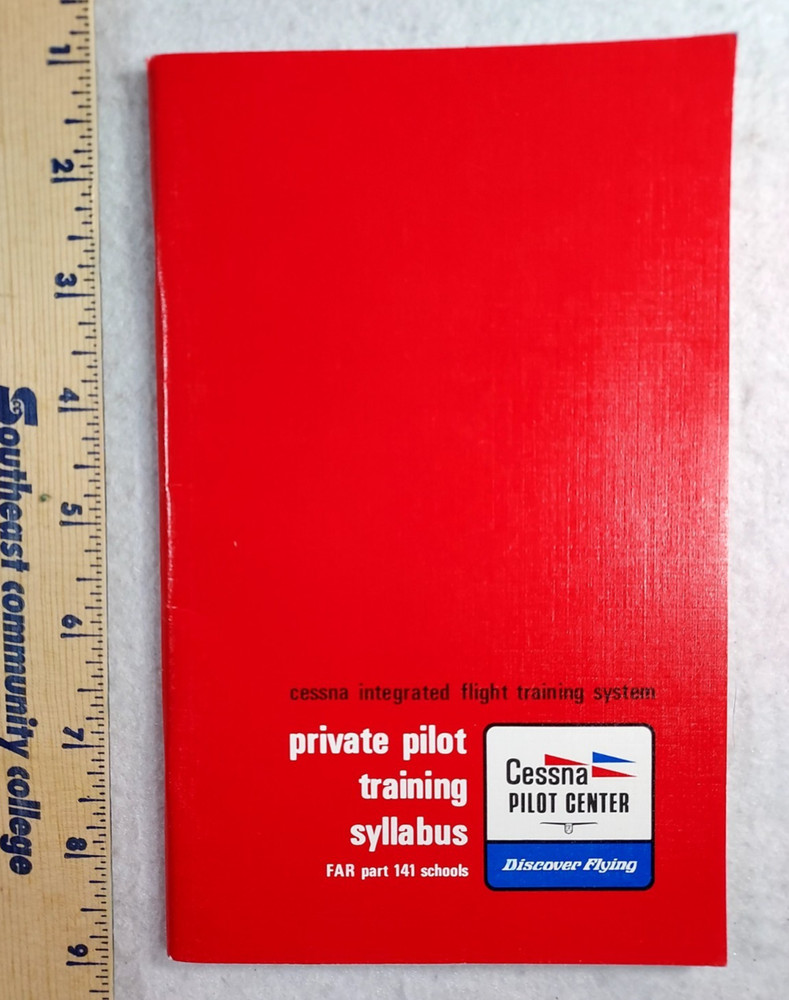 1
2
3
4
5
6
7
8
9
Southeast community college
cessna integrated flight training system
private pilot
training
syllabus
FAR part 141 schools
Cessna
PILOT CENTER
Discover Flying